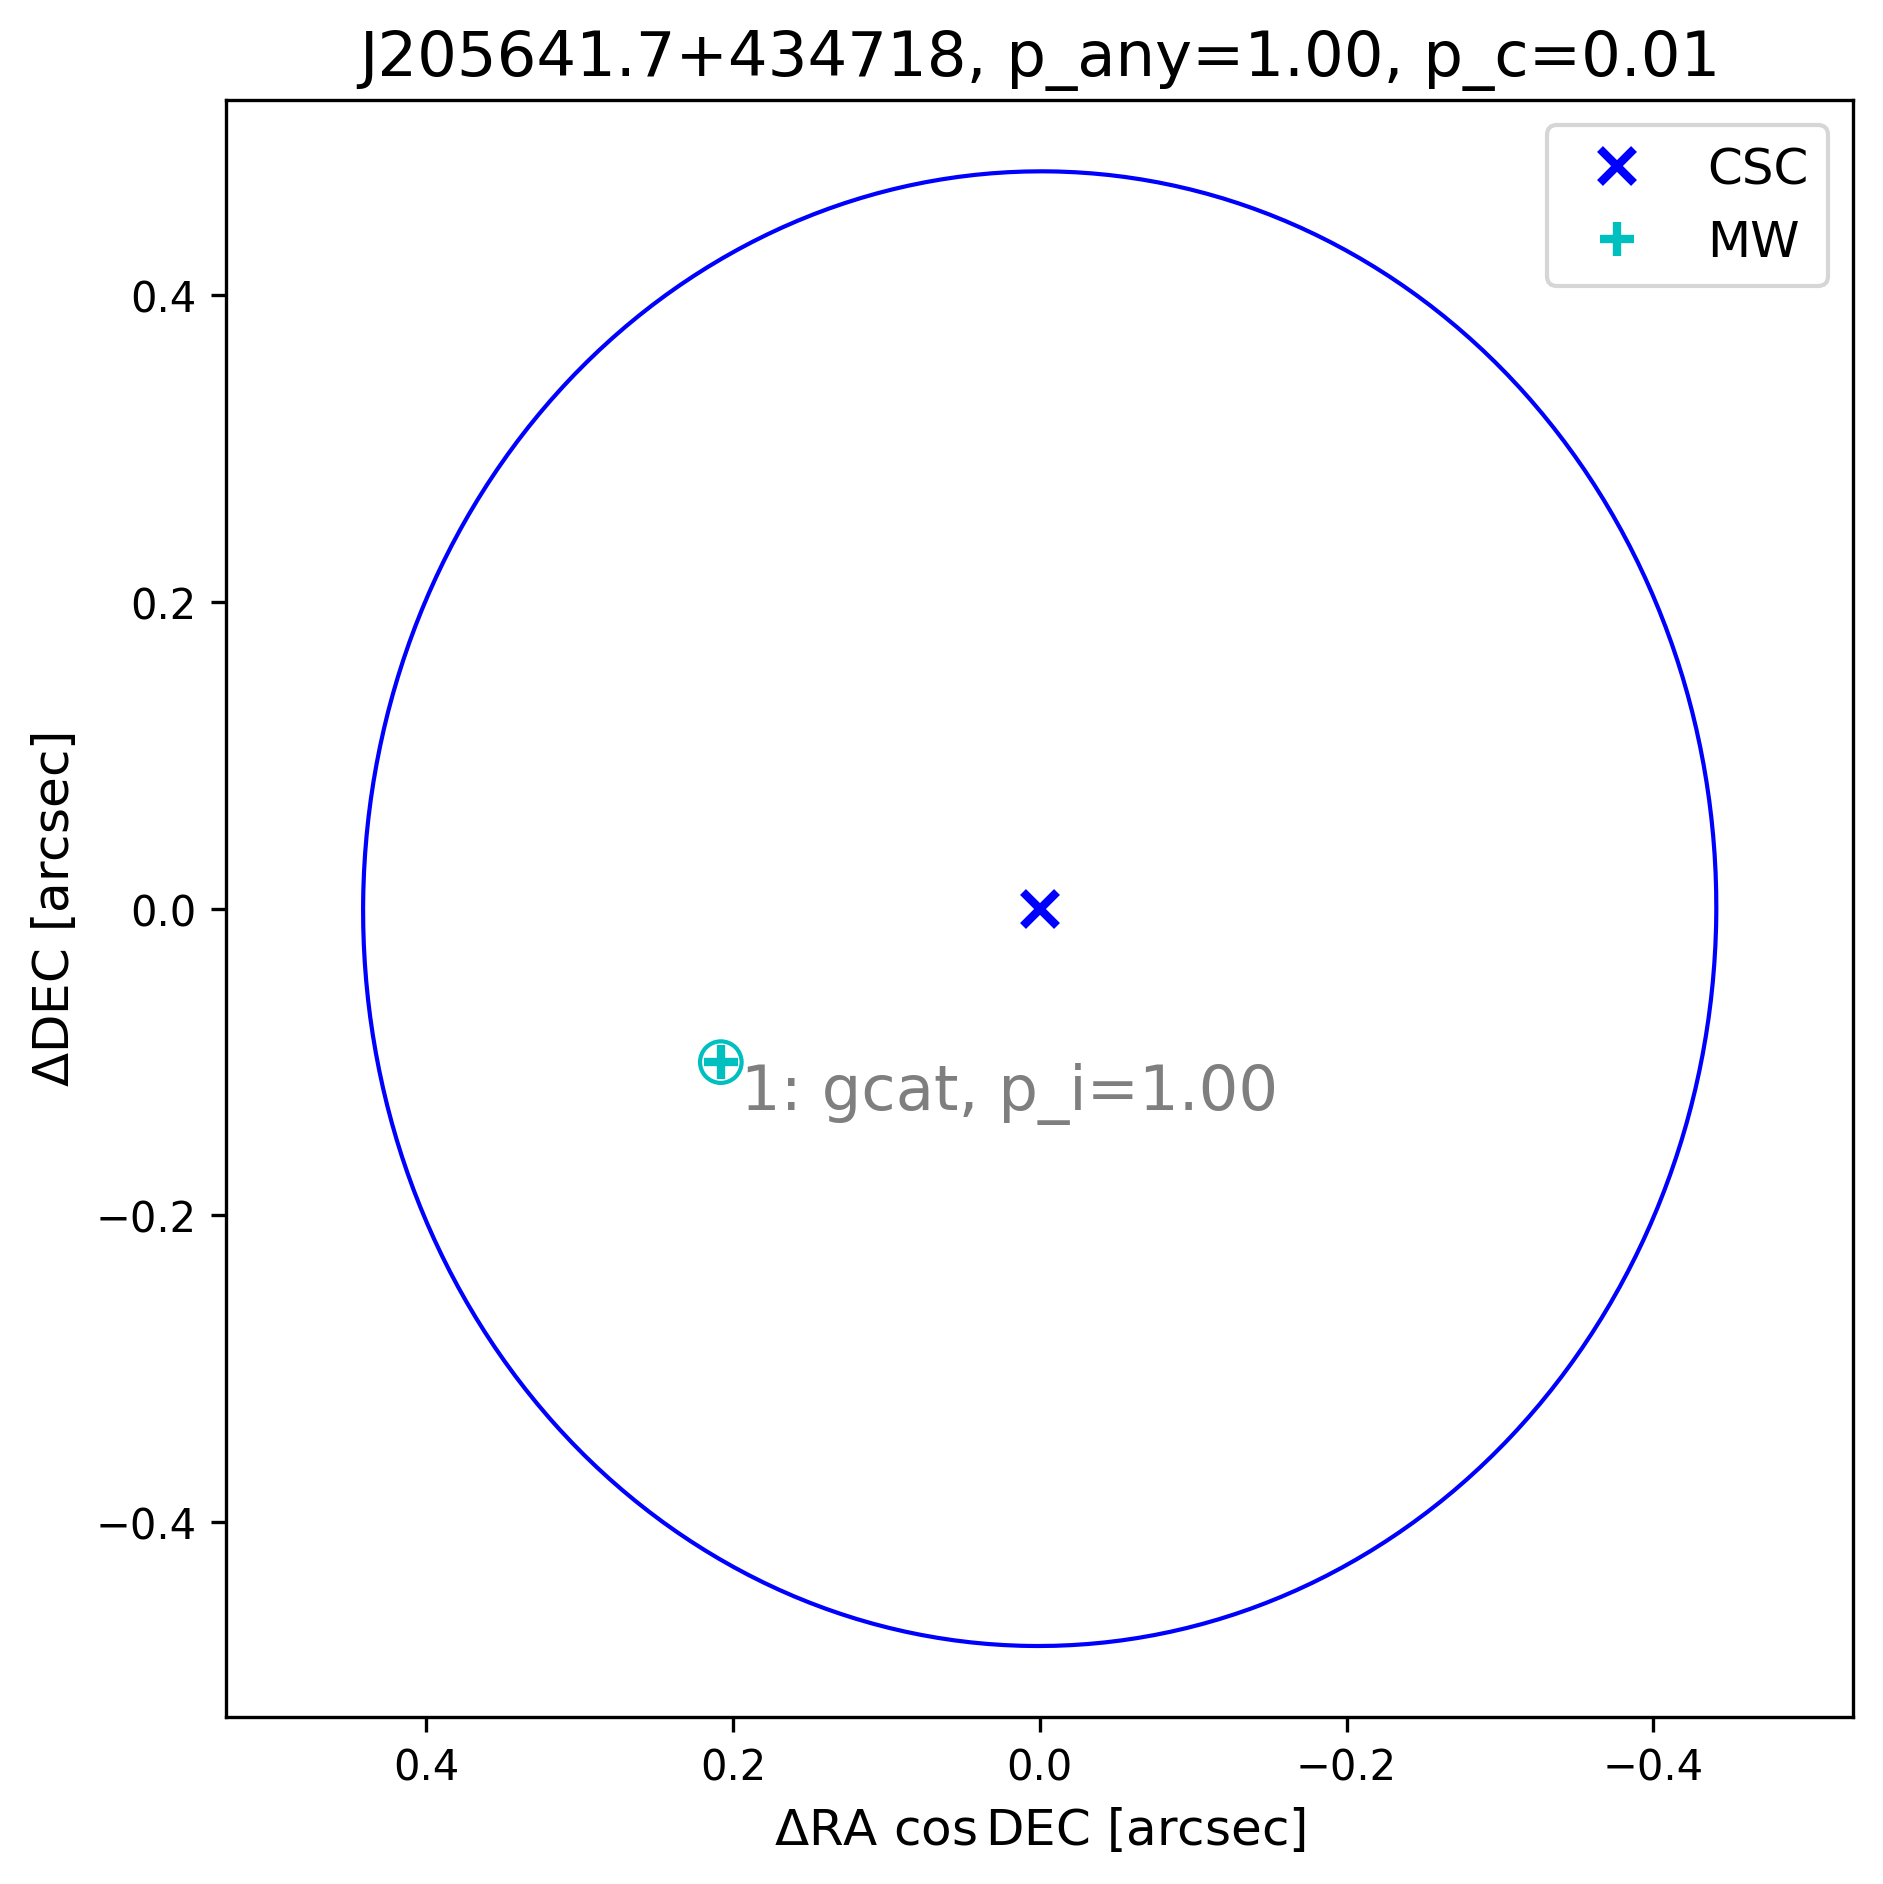 J205641.7+434718, p_any=1.00, p_c=0.01
CSC
MW
0.4
0.2
0.0
−0.2
−0.4
ΔDEC [arcsec]
1: gcat, p_i=1.00
0.4 0.2 0.0 −0.2 −0.4
ΔRA cos DEC [arcsec]